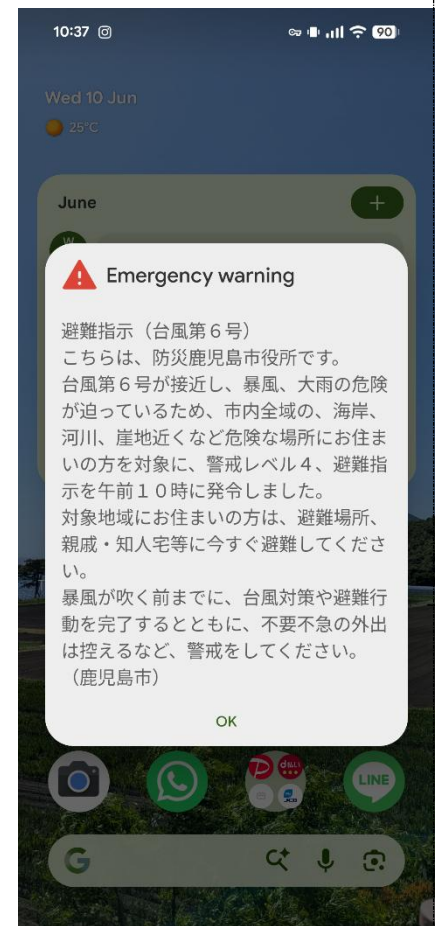 10:37
90
Wed 10 Jun
25°C
June
W
Emergency warning
避難指示（台風第６号）
こちらは、防災鹿児島市役所です。
台風第６号が接近し、暴風、大雨の危険
が迫っているため、市内全域の、海岸、
河川、崖地近くなど危険な場所にお住ま
いの方を対象に、警戒レベル４、避難指
示を午前１０時に発令しました。
対象地域にお住まいの方は、避難場所、
親戚・知人宅等に今すぐ避難してくださ
い。
暴風が吹く前までに、台風対策や避難行
動を完了するとともに、不要不急の外出
は控えるなど、警戒をしてください。
（鹿児島市）
OK
d払い
JCB
LINE
G